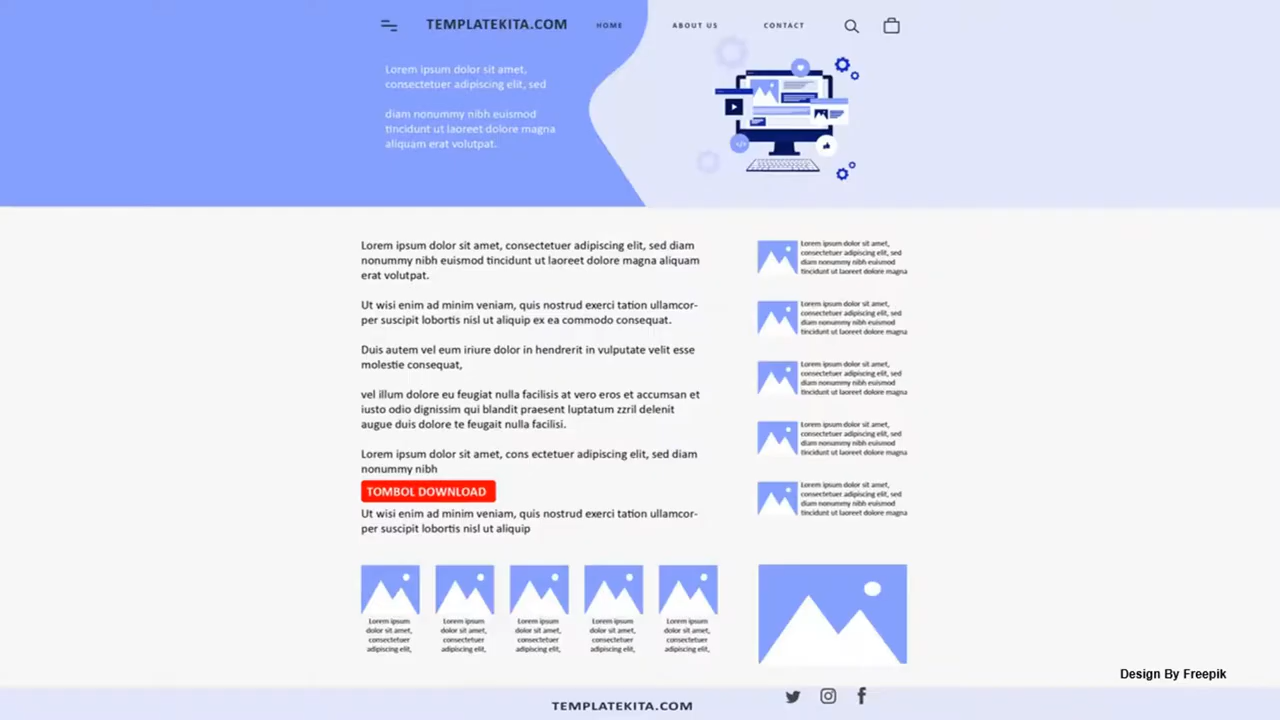 TEMPLATEKITA.COM
HOME
ABOUT US
CONTACT
Lorem ipsum dolor sit amet,
consectetuer adipiscing elit, sed
diam nonummy nibh euismod
tincidunt ut laoreet dolore magna
aliquam erat volutpat.
Lorem ipsum dolor sit amet, consectetuer adipiscing elit, sed diam
nonummy nibh euismod tincidunt ut laoreet dolore magna aliquam
erat volutpat.
Ut wisi enim ad minim veniam, quis nostrud exerci tation ullamcor-
per suscipit lobortis nisl ut aliquip ex ea commodo consequat.
Duis autem vel eum iriure dolor in hendrerit in vulputate velit esse
molestie consequat,
vel illum dolore eu feugiat nulla facilisis at vero eros et accumsan et
iusto odio dignissim qui blandit praesent luptatum zzril delenit
augue duis dolore te feugait nulla facilisi.
Lorem ipsum dolor sit amet, cons ectetuer adipiscing elit, sed diam
nonummy nibh
TOMBOL DOWNLOAD
Ut wisi enim ad minim veniam, quis nostrud exerci tation ullamcor-
per suscipit lobortis nisl ut aliquip
Lorem ipsum dolor sit amet,
consectetuer adipiscing elit, sed
diam nonummy nibh euismod
tincidunt ut laoreet dolore magna
Lorem ipsum dolor sit amet,
consectetuer adipiscing elit, sed
diam nonummy nibh euismod
tincidunt ut laoreet dolore magna
Lorem ipsum dolor sit amet,
consectetuer adipiscing elit, sed
diam nonummy nibh euismod
tincidunt ut laoreet dolore magna
Lorem ipsum dolor sit amet,
consectetuer adipiscing elit, sed
diam nonummy nibh euismod
tincidunt ut laoreet dolore magna
Lorem ipsum dolor sit amet,
consectetuer adipiscing elit, sed
diam nonummy nibh euismod
tincidunt ut laoreet dolore magna
Lorem ipsum
dolor sit amet,
consectetuer
adipiscing elit,
Lorem ipsum
dolor sit amet,
consectetuer
adipiscing elit,
Lorem ipsum
dolor sit amet,
consectetuer
adipiscing elit,
Lorem ipsum
dolor sit amet,
consectetuer
adipiscing elit,
Lorem ipsum
dolor sit amet,
consectetuer
adipiscing elit,
Design By Freepik
TEMPLATEKITA.COM